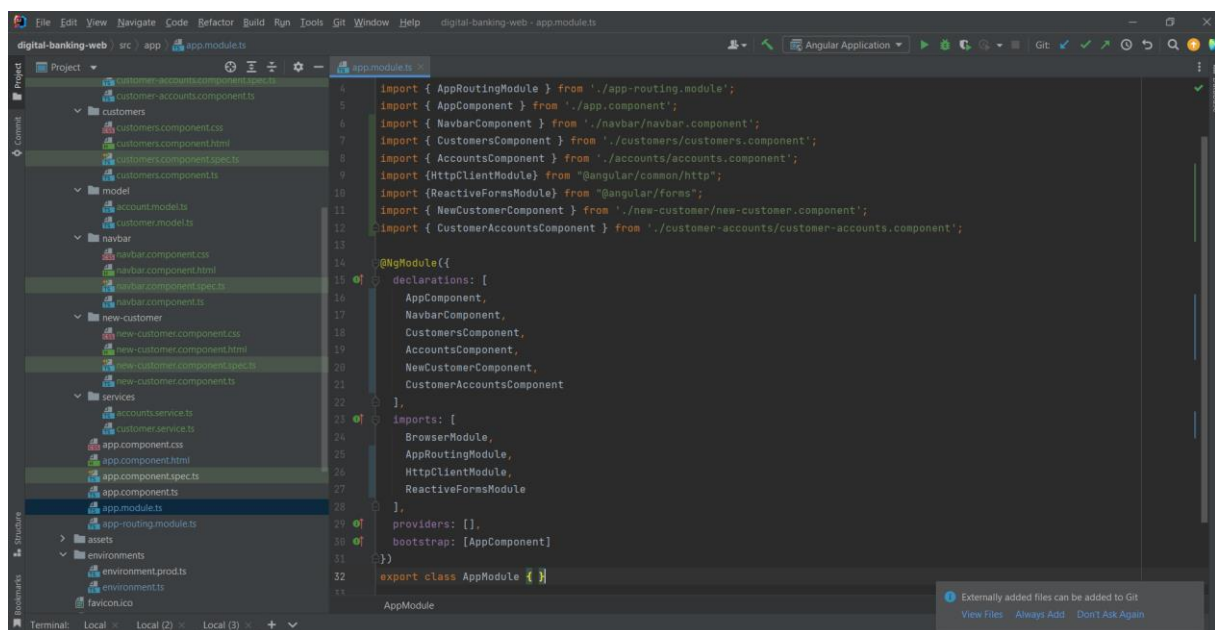 File Edit View Navigate Code Refactor Build Run Tools Git Window Help digital-banking-web - app.module.ts
digital-banking-web src app app.module.ts Angular Application Git:
Project app.module.ts
customer-accounts.component.spec.ts
customer-accounts.component.ts
customers
customers.component.css
customers.component.html
customers.component.spec.ts
customers.component.ts
model
account.model.ts
customer.model.ts
navbar
navbar.component.css
navbar.component.html
navbar.component.spec.ts
navbar.component.ts
new-customer
new-customer.component.css
new-customer.component.html
new-customer.component.spec.ts
new-customer.component.ts
services
accounts.service.ts
customer.service.ts
app.component.css
app.component.html
app.component.spec.ts
app.component.ts
app.module.ts
app-routing.module.ts
assets
environments
environment.prod.ts
environment.ts
favicon.ico
Project
Commit
Structure
Bookmarks
4 import { AppRoutingModule } from './app-routing.module';
5 import { AppComponent } from './app.component';
6 import { NavbarComponent } from './navbar/navbar.component';
7 import { CustomersComponent } from './customers/customers.component';
8 import { AccountsComponent } from './accounts/accounts.component';
9 import {HttpClientModule} from "@angular/common/http";
10 import {ReactiveFormsModule} from "@angular/forms";
11 import { NewCustomerComponent } from './new-customer/new-customer.component';
12 import { CustomerAccountsComponent } from './customer-accounts/customer-accounts.component';
13
14 @NgModule({
15 declarations: [
16 AppComponent,
17 NavbarComponent,
18 CustomersComponent,
19 AccountsComponent,
20 NewCustomerComponent,
21 CustomerAccountsComponent
22 ],
23 imports: [
24 BrowserModule,
25 AppRoutingModule,
26 HttpClientModule,
27 ReactiveFormsModule
28 ],
29 providers: [],
30 bootstrap: [AppComponent]
31 })
32 export class AppModule { }
33
AppModule
Externally added files can be added to Git
View Files Always Add Don't Ask Again
Terminal: Local Local (2) Local (3)